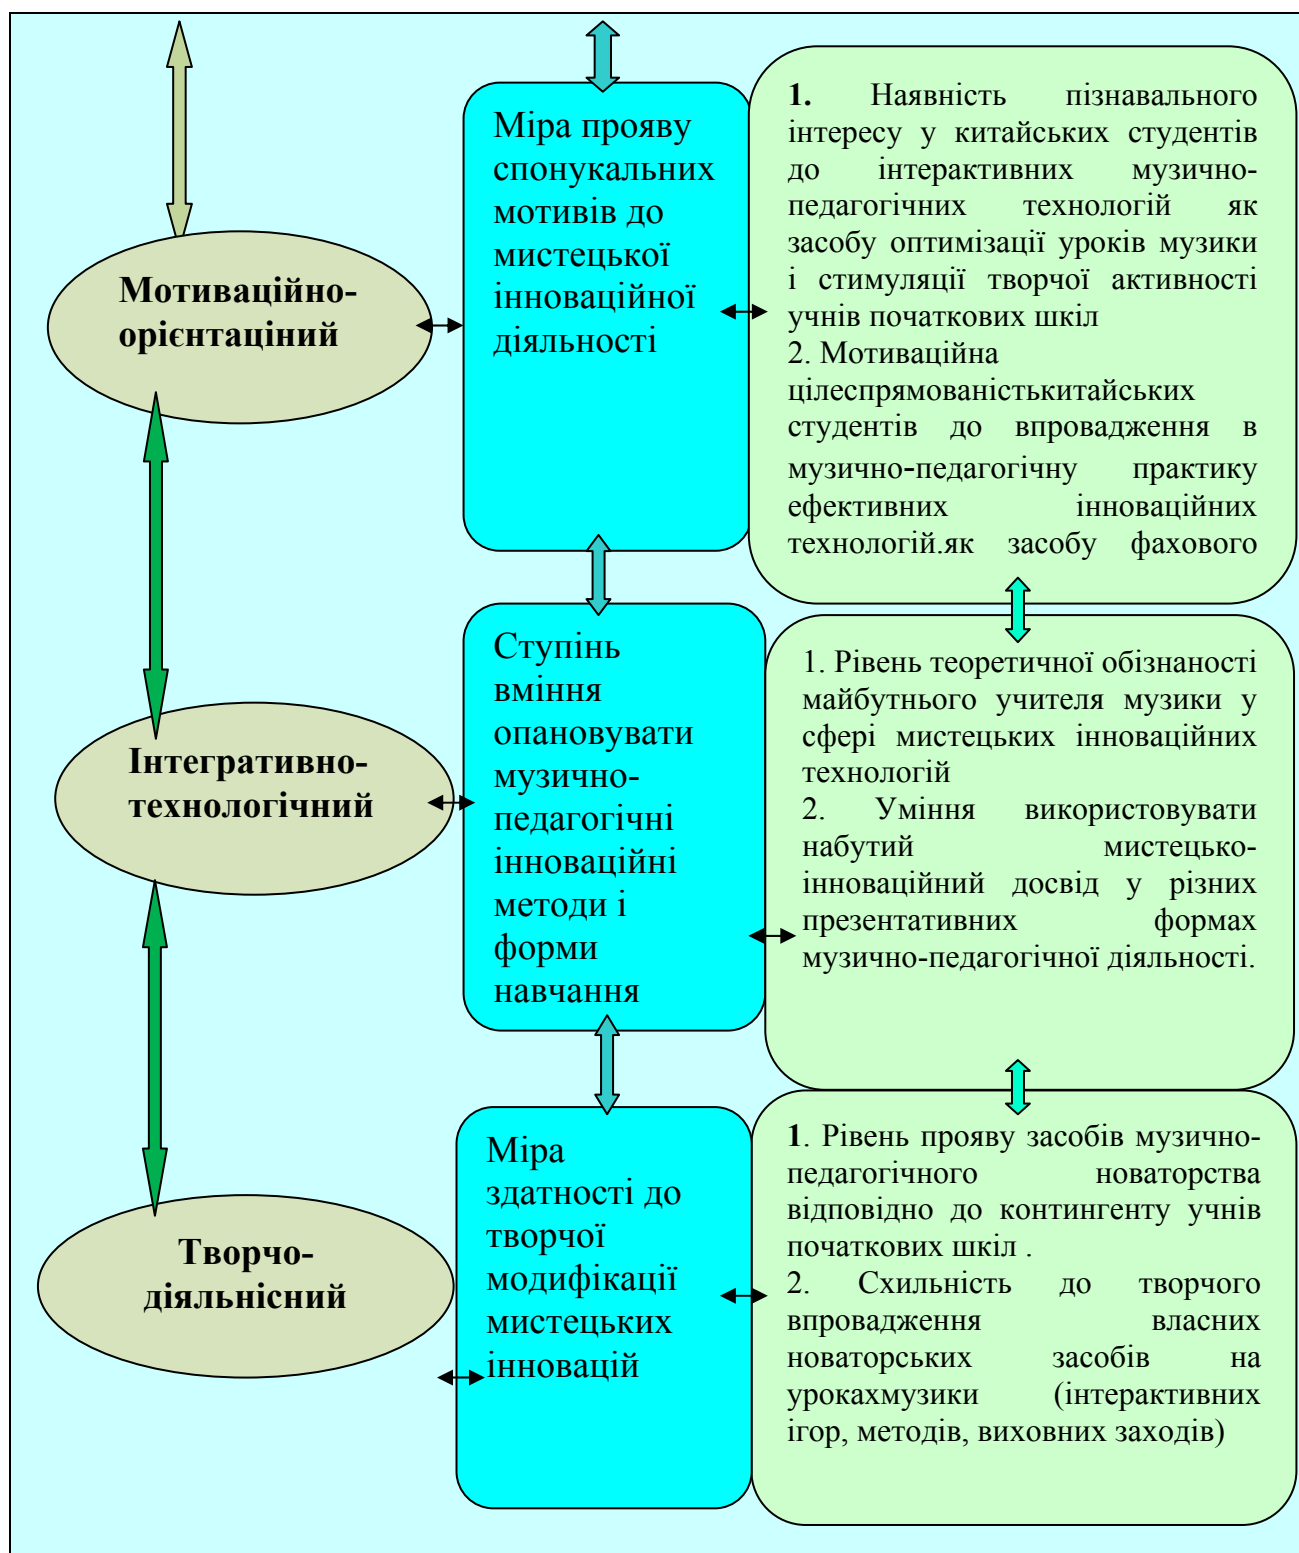 Мотиваційно-
орієнтаціний
Міра прояву
спонукальних
мотивів до
мистецької
інноваційної
діяльності
1. Наявність пізнавального
інтересу у китайських студентів
до інтерактивних музично-
педагогічних технологій як
засобу оптимізації уроків музики
і стимуляції творчої активності
учнів початкових шкіл
2. Мотиваційна
цілеспрямованістькитайських
студентів до впровадження в
музично-педагогічну практику
ефективних інноваційних
технологій.як засобу фахового
Інтегративно-
технологічний
Ступінь
вміння
опановувати
музично-
педагогічні
інноваційні
методи і
форми
навчання
1. Рівень теоретичної обізнаності
майбутнього учителя музики у
сфері мистецьких інноваційних
технологій
2. Уміння використовувати
набутий мистецько-
інноваційний досвід у різних
презентативних формах
музично-педагогічної діяльності.
Творчо-
діяльнісний
Міра
здатності до
творчої
модифікації
мистецьких
інновацій
1. Рівень прояву засобів музично-
педагогічного новаторства
відповідно до контингенту учнів
початкових шкіл .
2. Схильність до творчого
впровадження власних
новаторських засобів на
урокахмузики (інтерактивних
ігор, методів, виховних заходів)